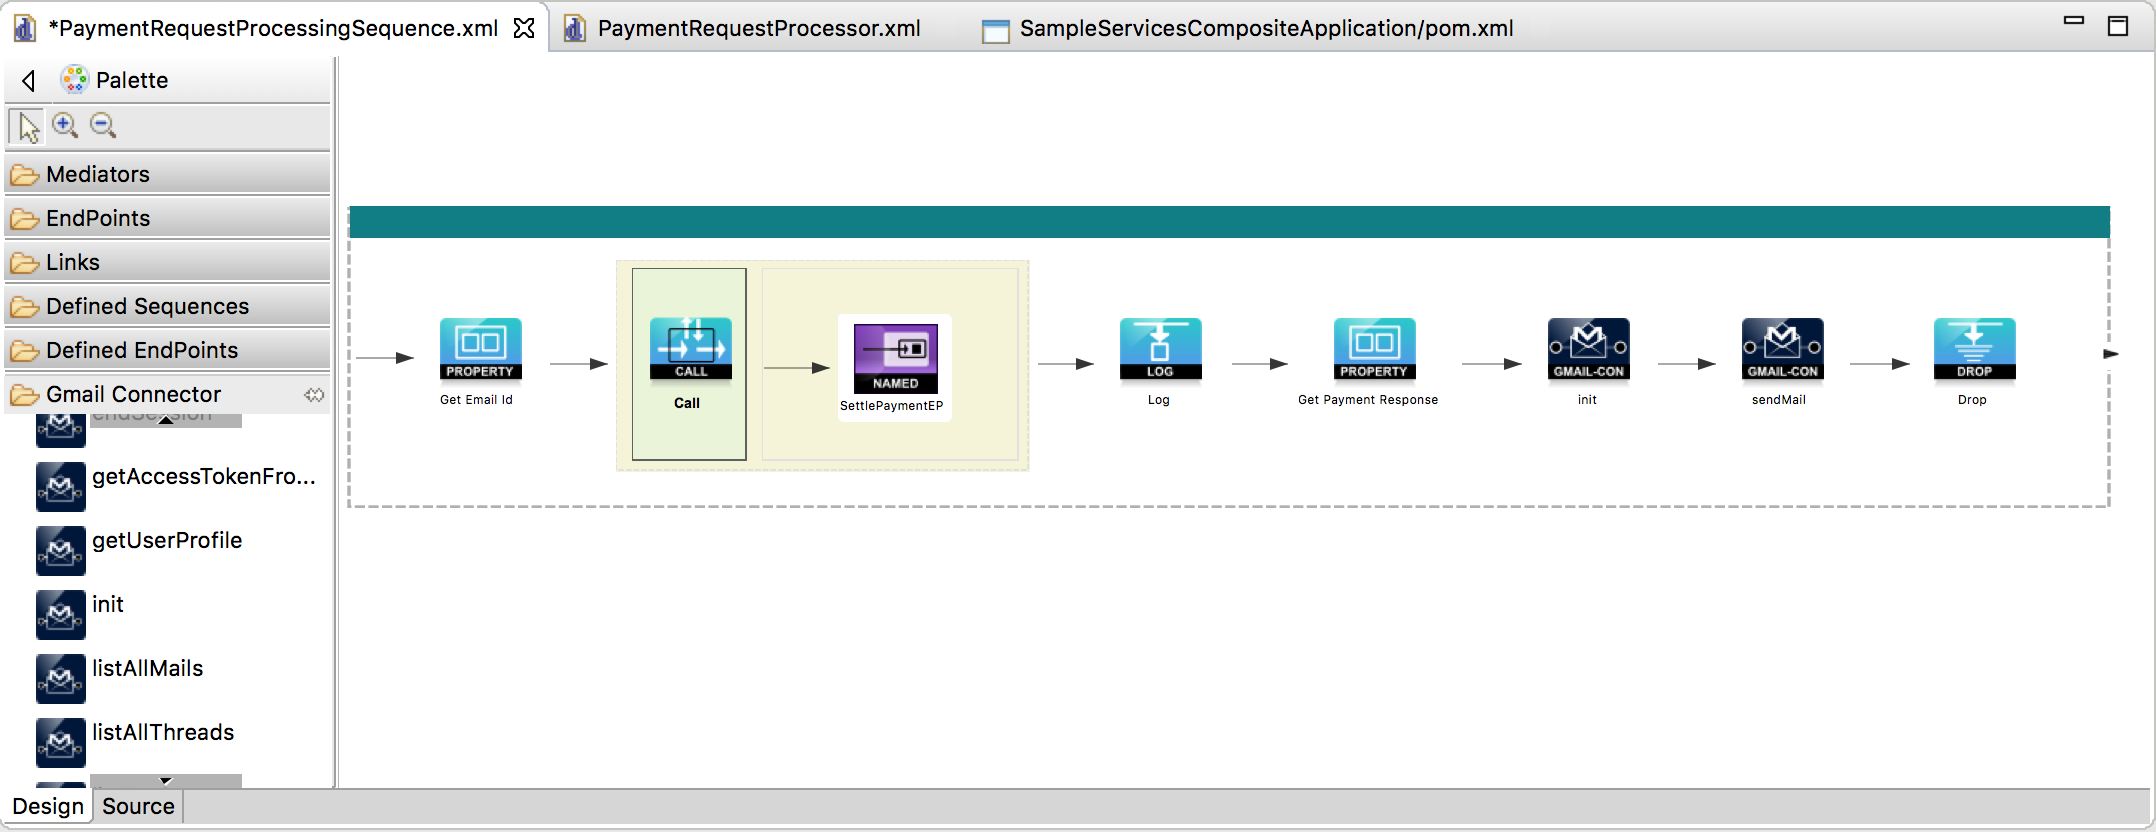 *PaymentRequestProcessingSequence.xml
PaymentRequestProcessor.xml
SampleServicesCompositeApplication/pom.xml
Palette
Mediators
EndPoints
Links
Defined Sequences
Defined EndPoints
Gmail Connector
endSession
getAccessTokenFro...
getUserProfile
init
listAllMails
listAllThreads
PROPERTY
Get Email Id
CALL
Call
NAMED
SettlePaymentEP
LOG
Log
PROPERTY
Get Payment Response
GMAIL-CON
init
GMAIL-CON
sendMail
DROP
Drop
Design
Source